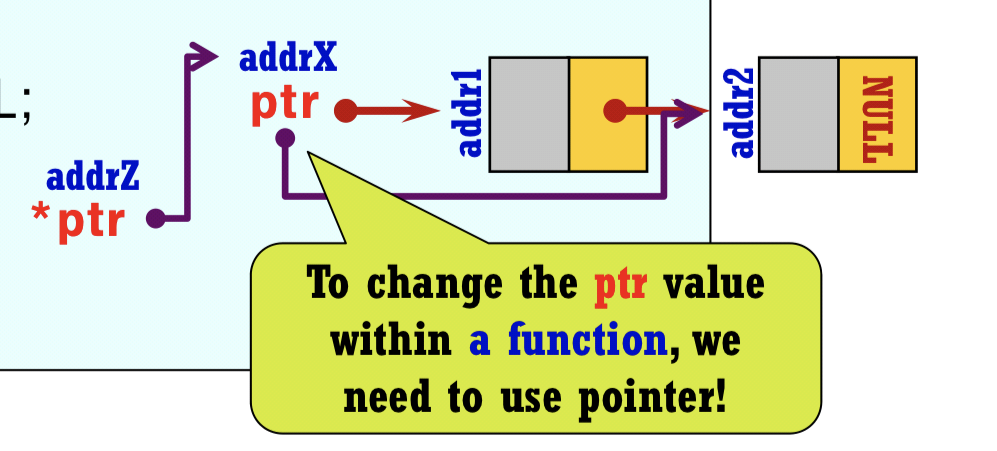 addrX
L;
ptr
addr1
addr2
NULL
addrZ
*ptr
To change the ptr value
within a function, we
need to use pointer!